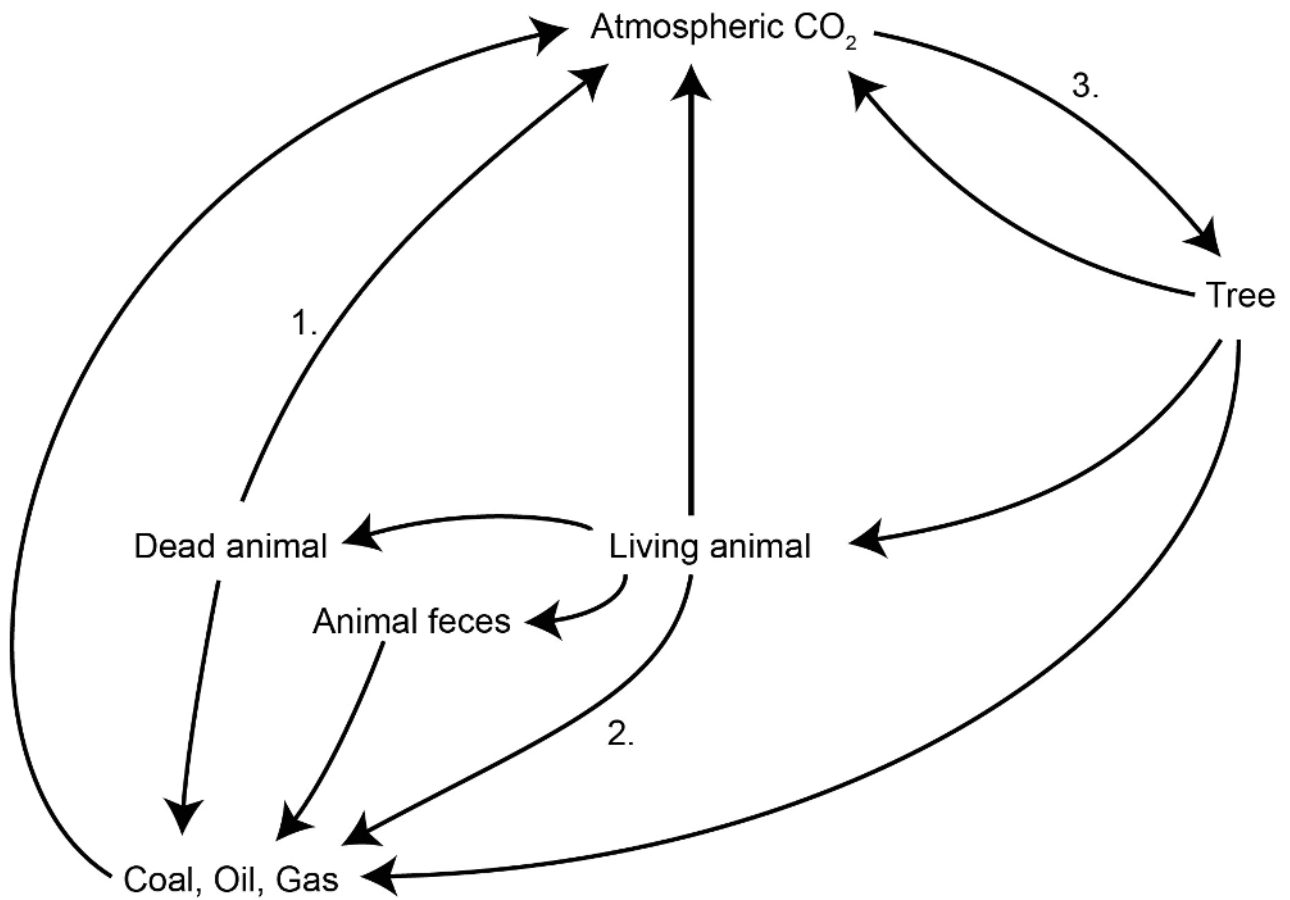 Atmospheric CO₂
3.
Tree
1.
Dead animal
Living animal
Animal feces
2.
Coal, Oil, Gas